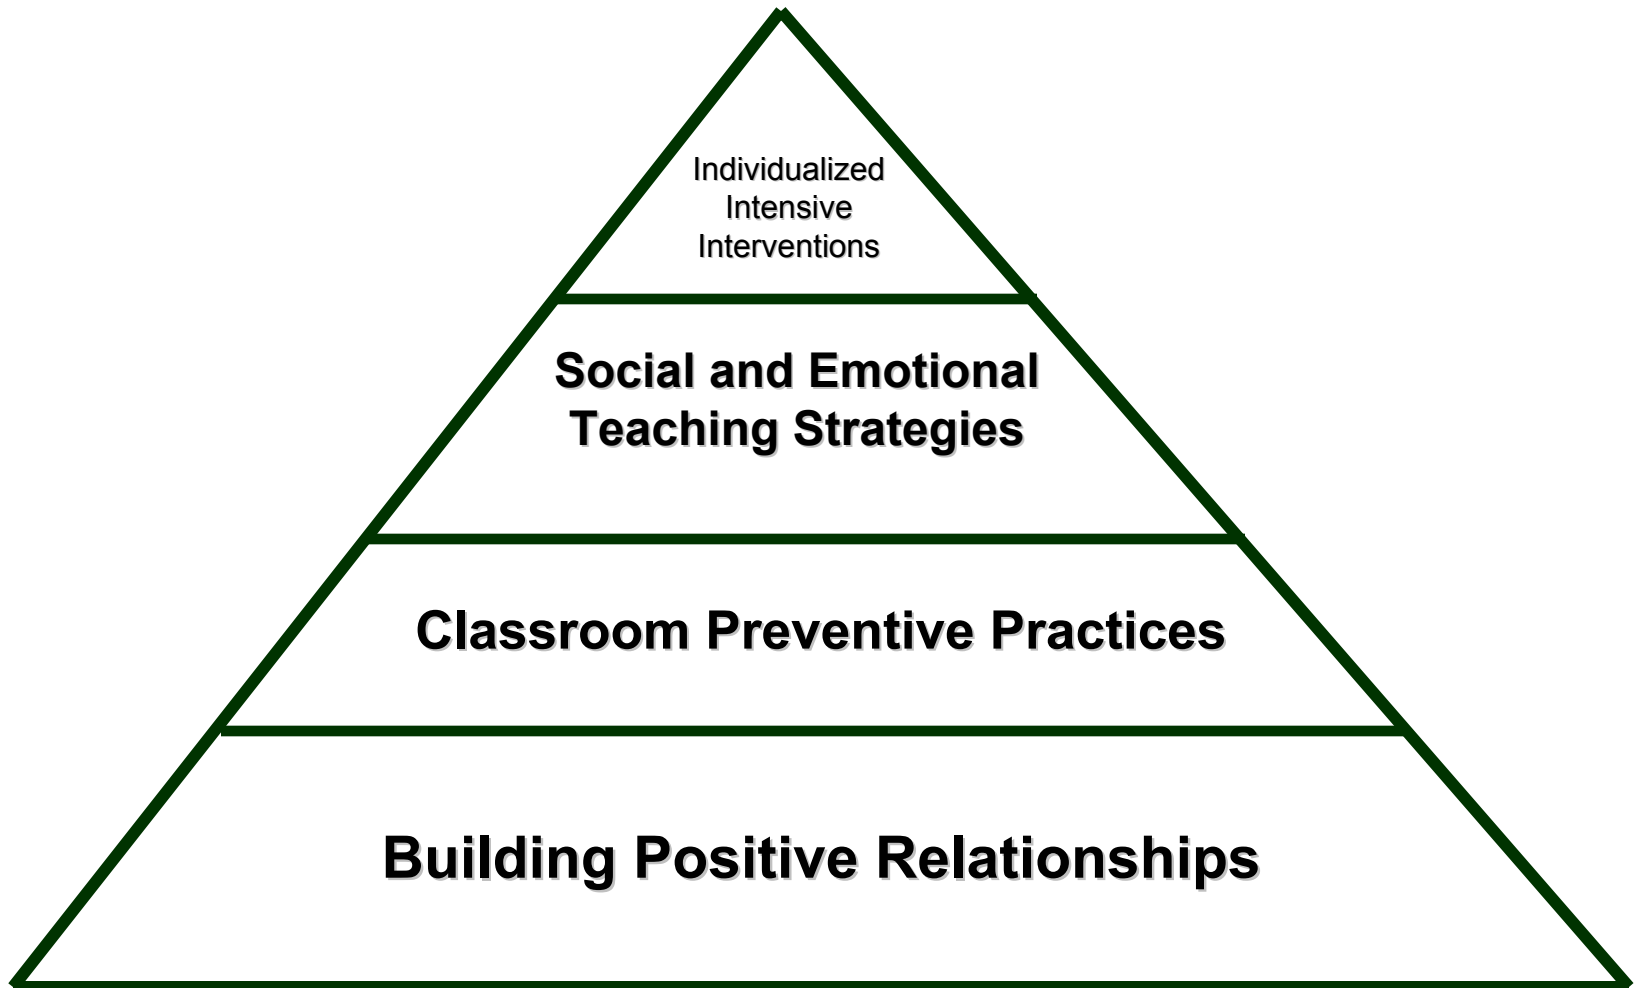 Individualized
Intensive
Interventions
Social and Emotional
Teaching Strategies
Classroom Preventive Practices
Building Positive Relationships